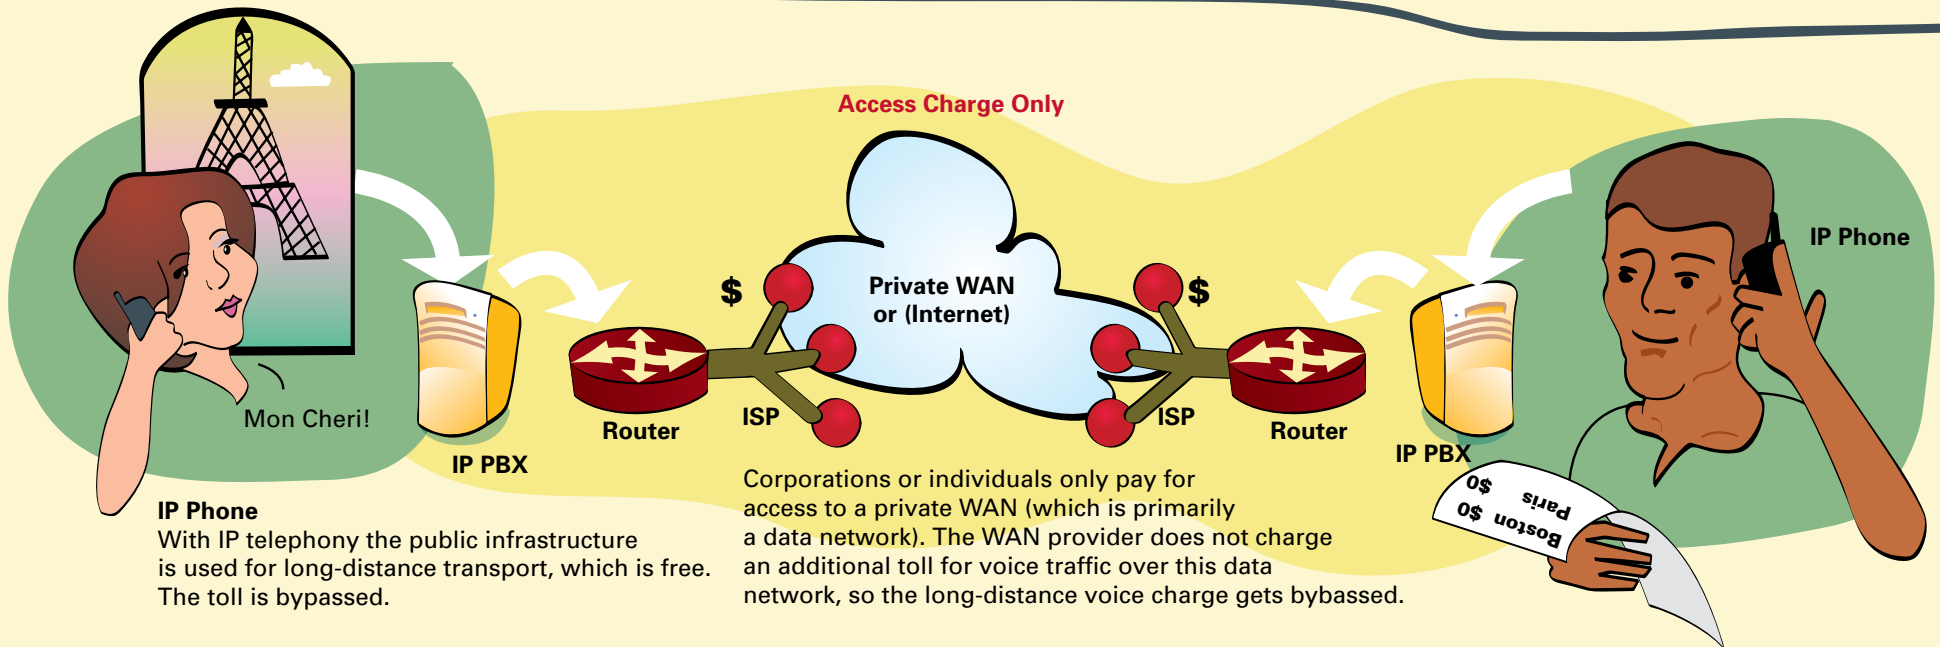 Access Charge Only
IP Phone
$
Private WAN
or (Internet)
$
Mon Cheri!
Router
ISP
ISP
Router
IP PBX
IP PBX
Boston $0
Paris $0
IP Phone
With IP telephony the public infrastructure
is used for long-distance transport, which is free.
The toll is bypassed.
Corporations or individuals only pay for
access to a private WAN (which is primarily
a data network). The WAN provider does not charge
an additional toll for voice traffic over this data
network, so the long-distance voice charge gets bybassed.